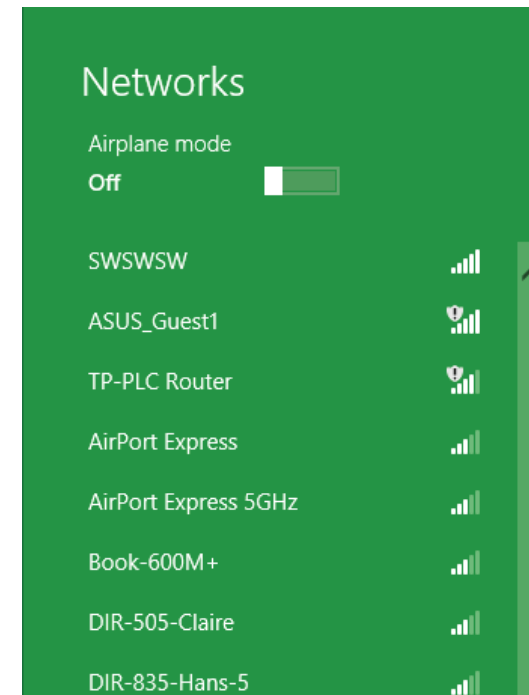 Networks
Airplane mode
Off
SWSWSW
ASUS_Guest1
TP-PLC Router
AirPort Express
AirPort Express 5GHz
Book-600M+
DIR-505-Claire
DIR-835-Hans-5